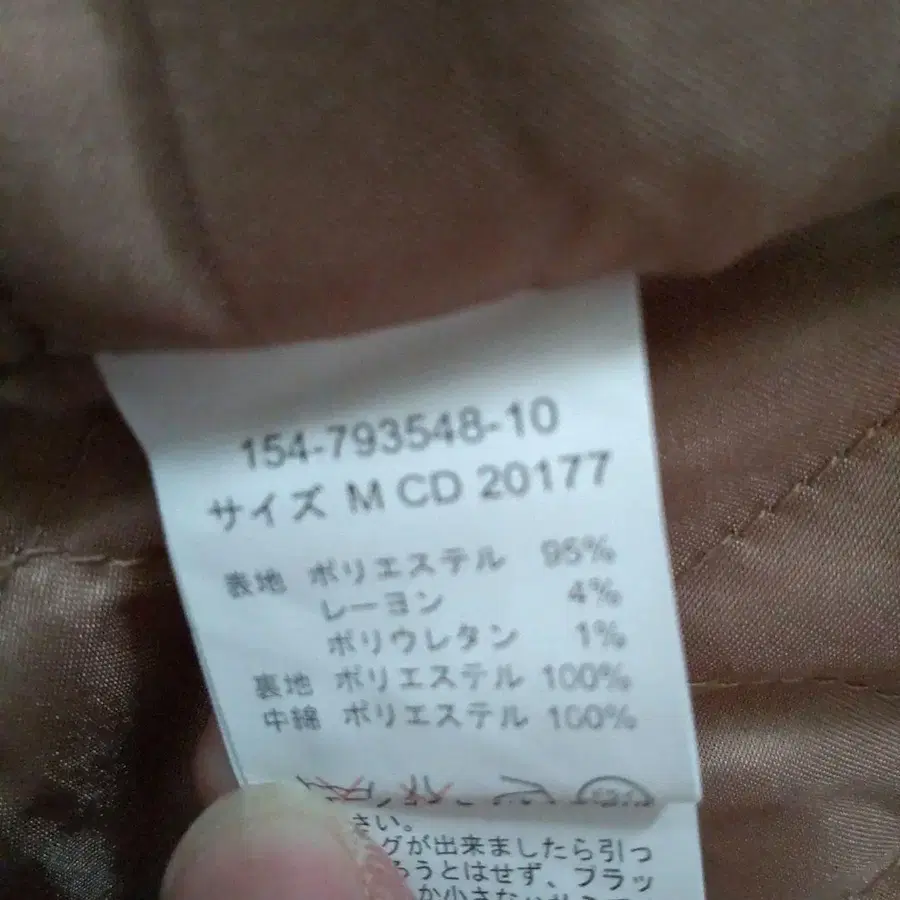 154-793548-10
サイズ M CD 20177
表地 ポリエステル 95%
レーヨン 4%
ポリウレタン 1%
裏地 ポリエステル 100%
中綿 ポリエステル 100%
さい。
グが出来ましたら引っ
ろうとはせず、ブラッ
か小さな